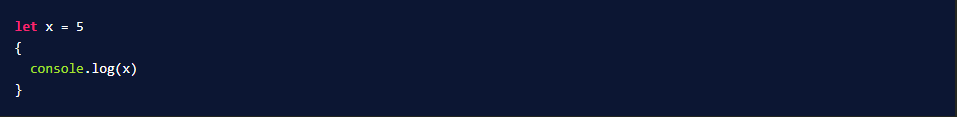 let x = 5
{
  console.log(x)
}